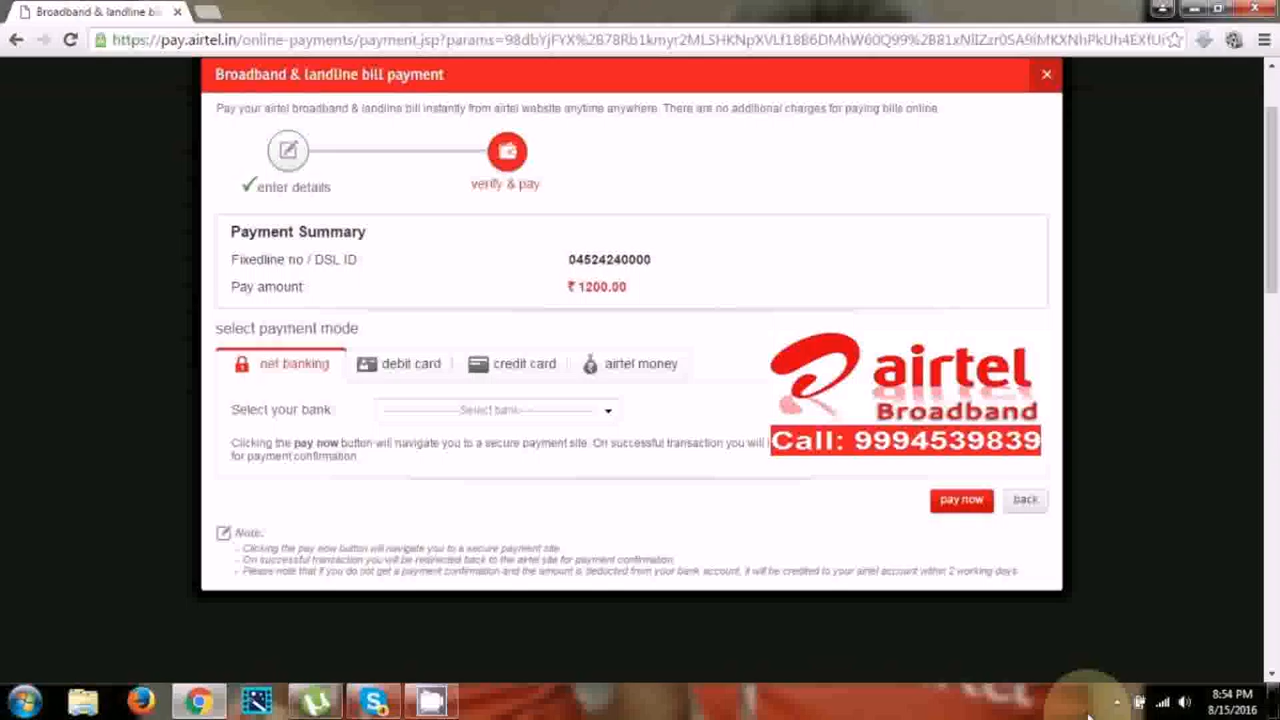 Broadband & landline bi
https://pay.airtel.in/online-payments/payment.jsp?params=
Broadband & landline bill payment
Pay your airtel broadband & landline bill instantly from airtel website anytime anywhere. There are no additional charges for paying bills online
enter details
verify & pay
Payment Summary
Fixedline no / DSL ID 04524240000
Pay amount ₹ 1200.00
select payment mode
net banking debit card credit card airtel money
Select your bank Select bank
airtel
Broadband
Call: 9994539839
Clicking the pay now button will navigate you to a secure payment site. On successful transaction you will
for payment confirmation
pay now back
Note:
- Clicking the pay now button will navigate you to a secure payment site
- On successful transaction you will be redirected back to the airtel site for payment confirmation
- Please note that if you do not get a payment confirmation and the amount is deducted from your bank account, it will be credited to your airtel account within 2 working days
8:54 PM
8/15/2016